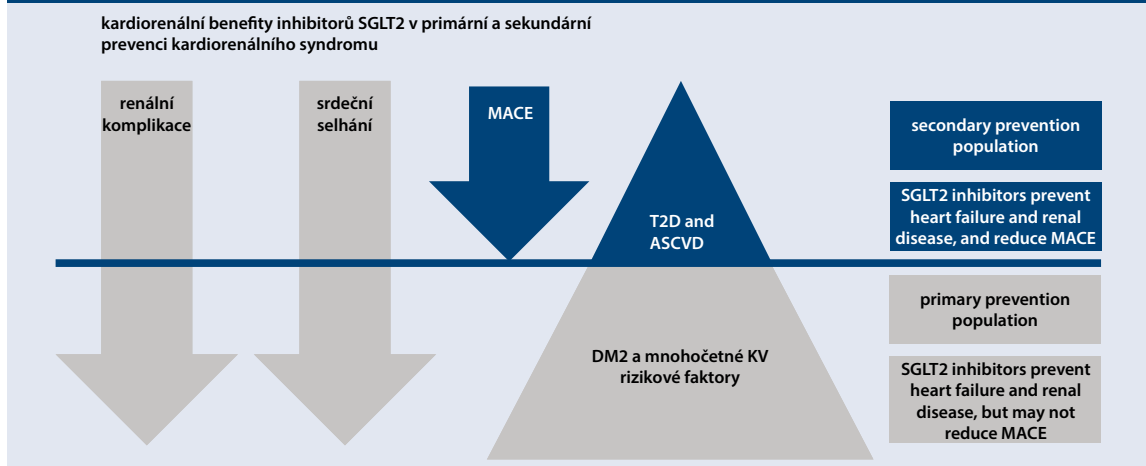 kardiorenální benefity inhibitorů SGLT2 v primární a sekundární
prevenci kardiorenálního syndromu
renální
komplikace
srdeční
selhání
MACE
T2D and
ASCVD
DM2 a mnohočetné KV
rizikové faktory
secondary prevention
population
SGLT2 inhibitors prevent
heart failure and renal
disease, and reduce MACE
primary prevention
population
SGLT2 inhibitors prevent
heart failure and renal
disease, but may not
reduce MACE